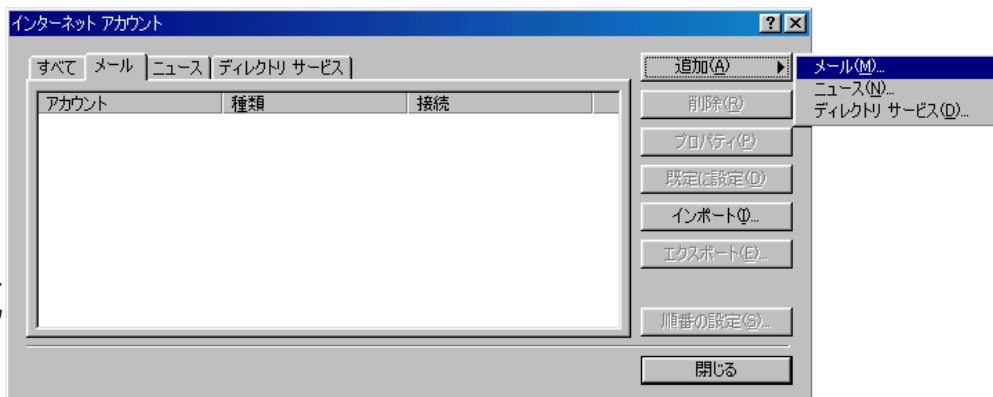 インターネット アカウント
すべて メール ニュース ディレクトリ サービス
アカウント 種類 接続
追加(A)
削除(R)
プロパティ(P)
既定に設定(D)
インポート(I)...
エクスポート(E)...
順番の設定(S)...
閉じる
メール(M)...
ニュース(N)...
ディレクトリ サービス(D)...